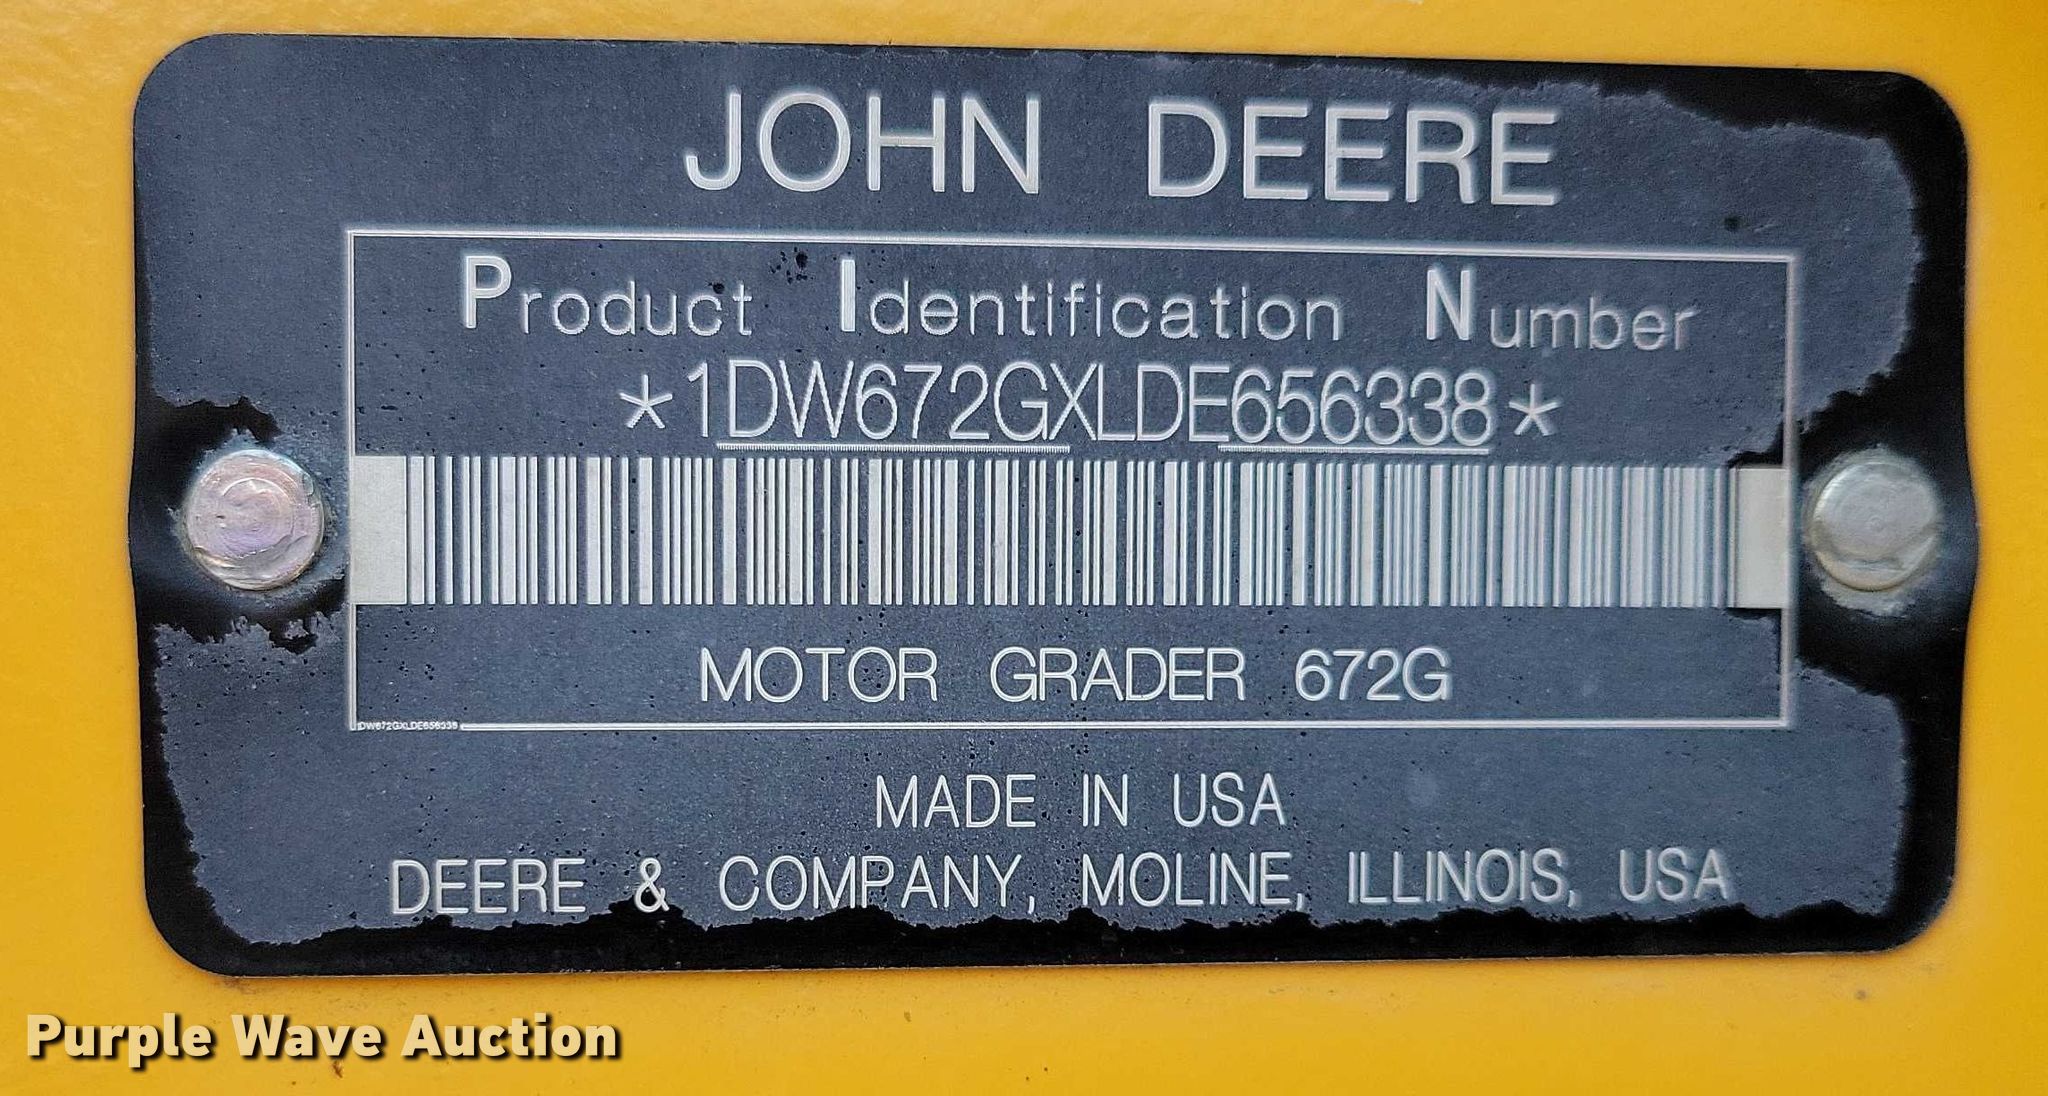 JOHN DEERE
Product Identification Number
*1DW672GXLDE656338*
MOTOR GRADER 672G
1DW672GXLDE656338
MADE IN USA
DEERE & COMPANY, MOLINE, ILLINOIS, USA
Purple Wave Auction